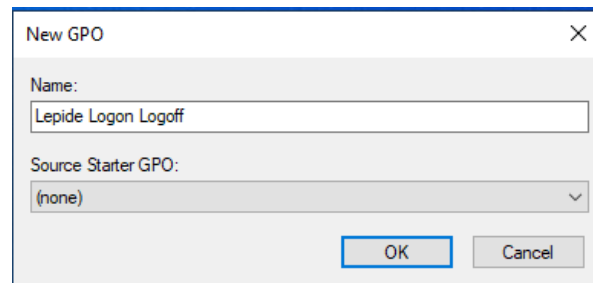 New GPO
Name:
Lepide Logon Logoff
Source Starter GPO:
(none)
OK Cancel